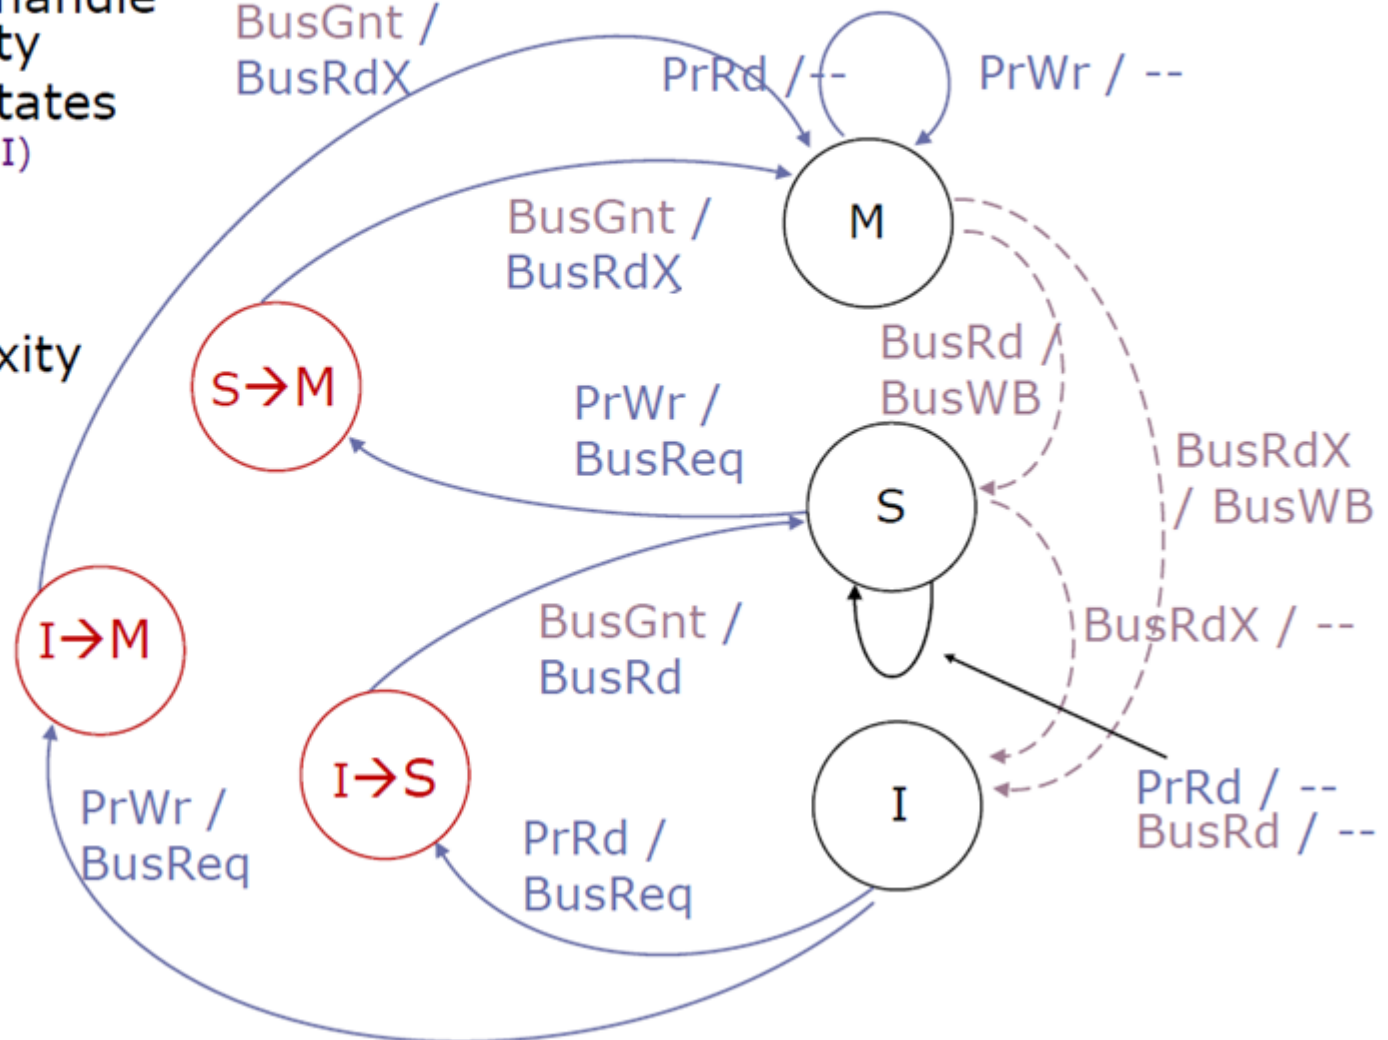 handle
ty
tates
I)
xity
BusGnt /
BusRdX
PrRd /--
PrWr / --
M
BusGnt /
BusRdX
S→M
BusRd /
BusWB
PrWr /
BusReq
BusRdX
/ BusWB
S
I→M
BusGnt /
BusRd
BusRdX / --
I→S
I
PrRd / --
BusRd / --
PrWr /
BusReq
PrRd /
BusReq